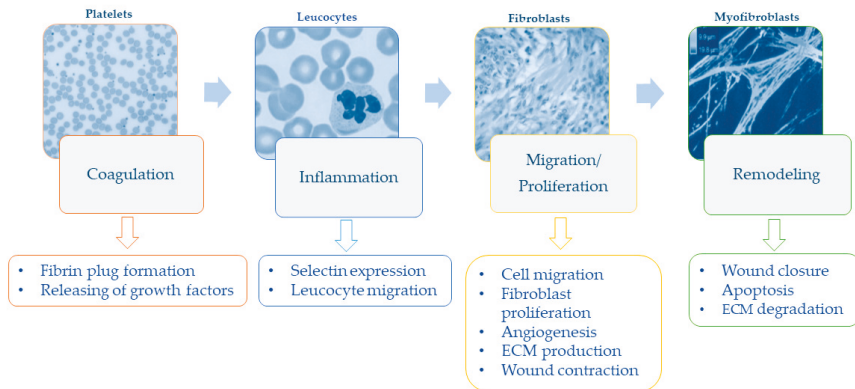 Platelets
Leucocytes
Fibroblasts
Myofibroblasts
Coagulation
Inflammation
Migration/
Proliferation
Remodeling
• Fibrin plug formation
• Releasing of growth factors
• Selectin expression
• Leucocyte migration
• Cell migration
• Fibroblast
proliferation
• Angiogenesis
• ECM production
• Wound contraction
• Wound closure
• Apoptosis
• ECM degradation